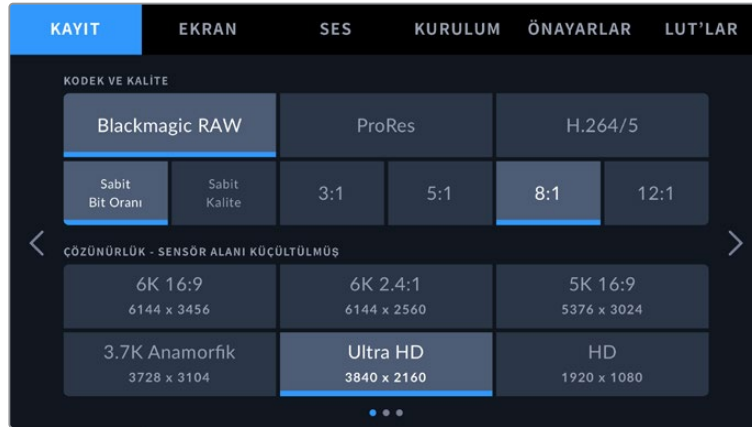 KAYIT EKRAN SES KURULUM ÖNAYARLAR LUT'LAR
KODEK VE KALİTE
Blackmagic RAW ProRes H.264/5
Sabit Bit Oranı Sabit Kalite 3:1 5:1 8:1 12:1
ÇÖZÜNÜRLÜK - SENSÖR ALANI KÜÇÜLTÜLMÜŞ
6K 16:9 6K 2.4:1 5K 16:9
6144 x 3456 6144 x 2560 5376 x 3024
3.7K Anamorfik Ultra HD HD
3728 x 3104 3840 x 2160 1920 x 1080